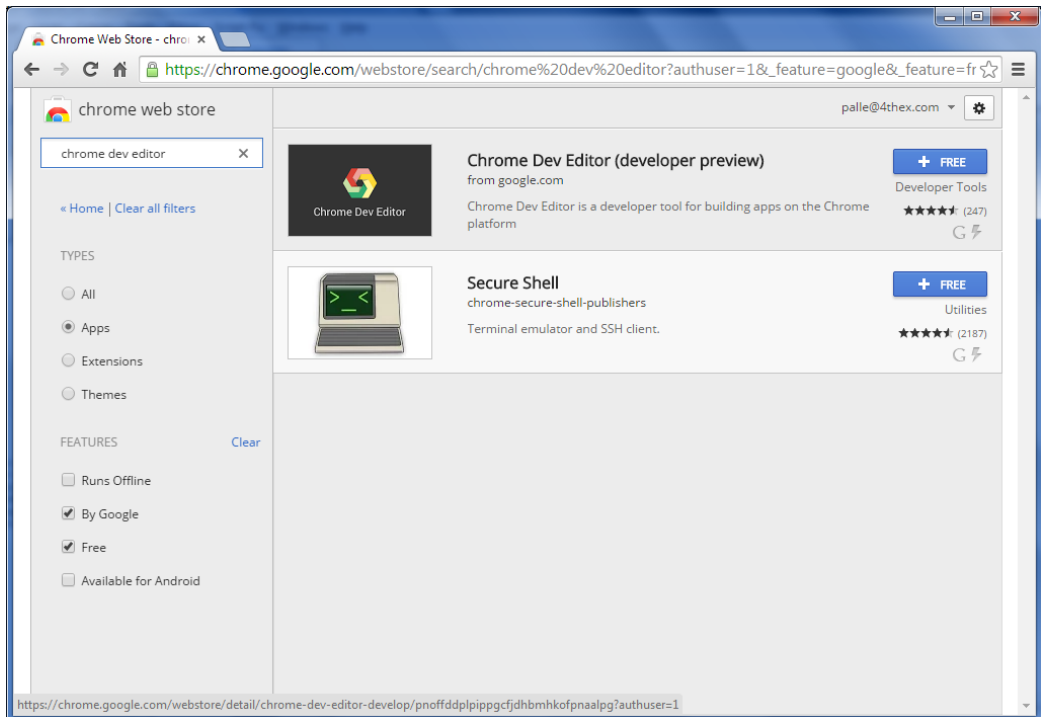 Chrome Web Store - chro
https://chrome.google.com/webstore/search/chrome%20dev%20editor?authuser=1&_feature=google&_feature=fr
chrome web store
palle@4thex.com
chrome dev editor
« Home | Clear all filters
TYPES
All
Apps
Extensions
Themes
FEATURES Clear
Runs Offline
By Google
Free
Available for Android
Chrome Dev Editor
Chrome Dev Editor (developer preview)
from google.com
Chrome Dev Editor is a developer tool for building apps on the Chrome
platform
+ FREE
Developer Tools
(247)
G
>_<
Secure Shell
chrome-secure-shell-publishers
Terminal emulator and SSH client.
+ FREE
Utilities
(2187)
G
https://chrome.google.com/webstore/detail/chrome-dev-editor-develop/pnoffddplpippgcfjdhbmhkofpnaalpg?authuser=1